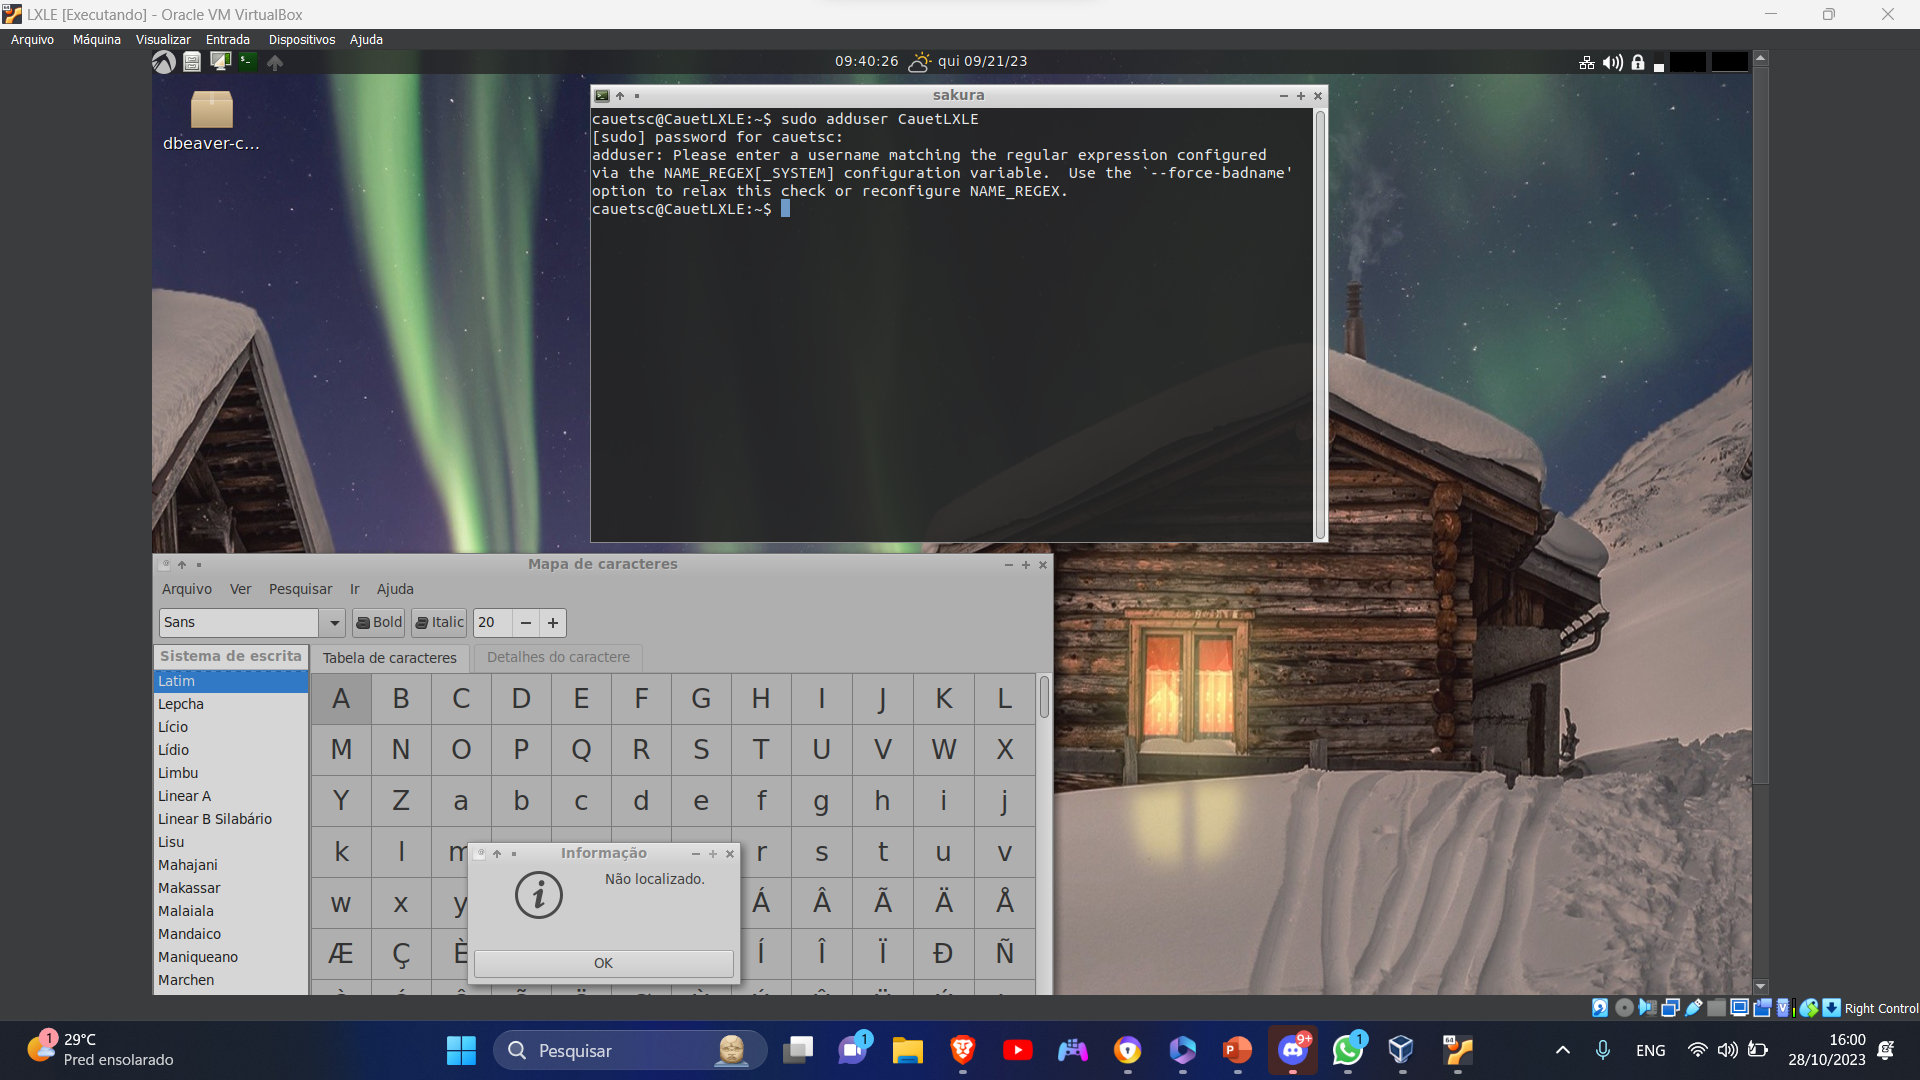 LXLE [Executando] - Oracle VM VirtualBox
Arquivo Máquina Visualizar Entrada Dispositivos Ajuda
09:40:26 qui 09/21/23
dbeaver-c...
sakura
cauetsc@CauetLXLE:~$ sudo adduser CauetLXLE
[sudo] password for cauetsc:
adduser: Please enter a username matching the regular expression configured
via the NAME_REGEX[_SYSTEM] configuration variable.  Use the `--force-badname'
option to relax this check or reconfigure NAME_REGEX.
cauetsc@CauetLXLE:~$
Mapa de caracteres
Arquivo Ver Pesquisar Ir Ajuda
Sans Bold Italic 20 − +
Sistema de escrita Tabela de caracteres Detalhes do caractere
Latim
Lepcha
Lício
Lídio
Limbu
Linear A
Linear B Silabário
Lisu
Mahajani
Makassar
Malaiala
Mandaico
Maniqueano
Marchen
A B C D E F G H I J K L
M N O P Q R S T U V W X
Y Z a b c d e f g h i j
k l m r s t u v
w x y Á Â Ã Ä Å
Æ Ç È Í Î Ï Ð Ñ
Informação
Não localizado.
OK
Right Control
1
29°C
Pred ensolarado
Pesquisar
1
9+
1
64
ENG
16:00
28/10/2023